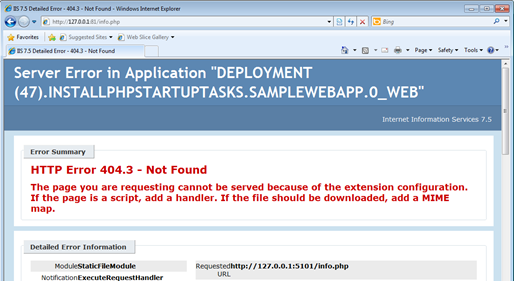 IIS 7.5 Detailed Error - 404.3 - Not Found - Windows Internet Explorer
http://127.0.0.1:81/info.php
Bing
Favorites
Suggested Sites
Web Slice Gallery
IIS 7.5 Detailed Error - 404.3 - Not Found
Page
Safety
Tools
Server Error in Application "DEPLOYMENT
(47).INSTALLPHPSTARTUPTASKS.SAMPLEWEBAPP.0_WEB"
Internet Information Services 7.5
Error Summary
HTTP Error 404.3 - Not Found
The page you are requesting cannot be served because of the extension configuration.
If the page is a script, add a handler. If the file should be downloaded, add a MIME
map.
Detailed Error Information
Module StaticFileModule
Notification ExecuteRequestHandler
Requested http://127.0.0.1:5101/info.php
URL